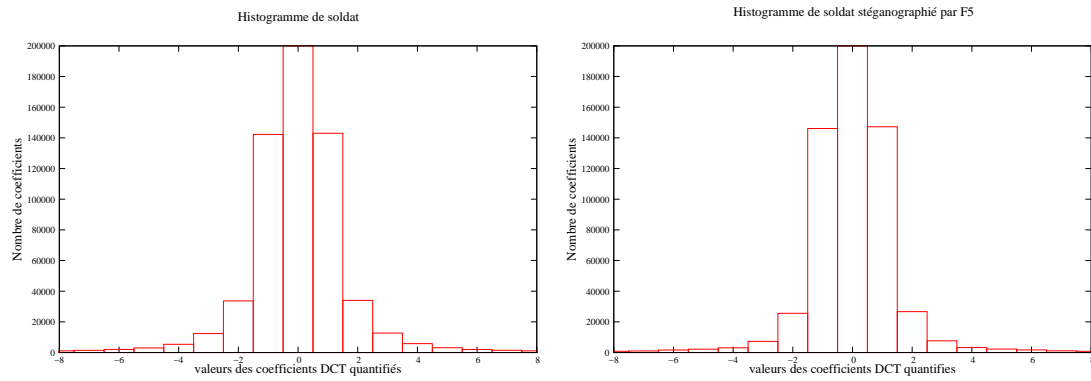 Histogramme de soldat
200000
180000
160000
140000
120000
100000
80000
60000
40000
20000
0
Nombre de coefficients
−8 −6 −4 −2 0 2 4 6 8
valeurs des coefficients DCT quantifiés
Histogramme de soldat stéganographié par F5
200000
180000
160000
140000
120000
100000
80000
60000
40000
20000
0
Nombre de coefficients
−8 −6 −4 −2 0 2 4 6 8
valeurs des coefficients DCT quantifies